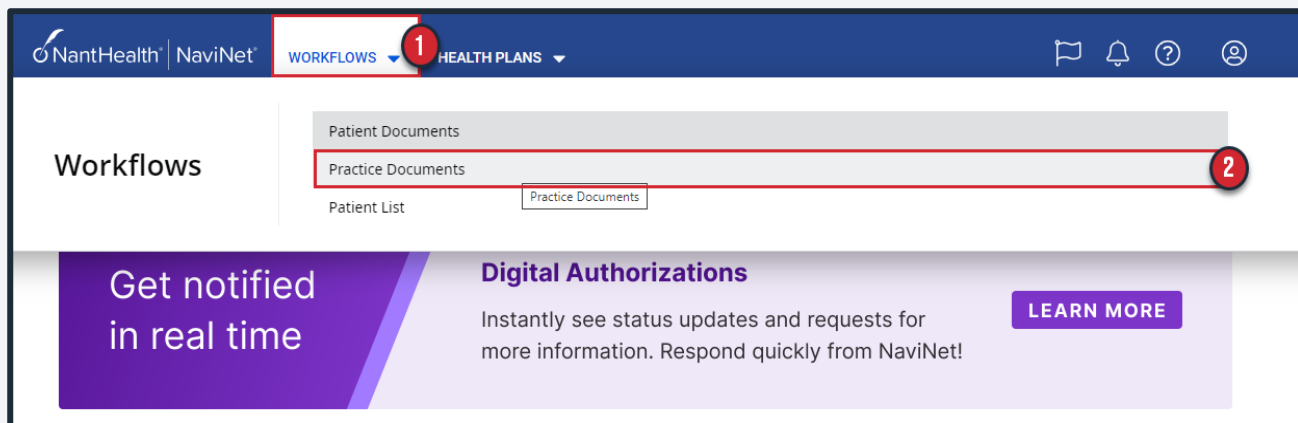 NantHealth® NaviNet® WORKFLOWS 1 HEALTH PLANS
Workflows
Patient Documents
Practice Documents 2
Practice Documents
Patient List
Get notified
in real time
Digital Authorizations
Instantly see status updates and requests for
more information. Respond quickly from NaviNet!
LEARN MORE